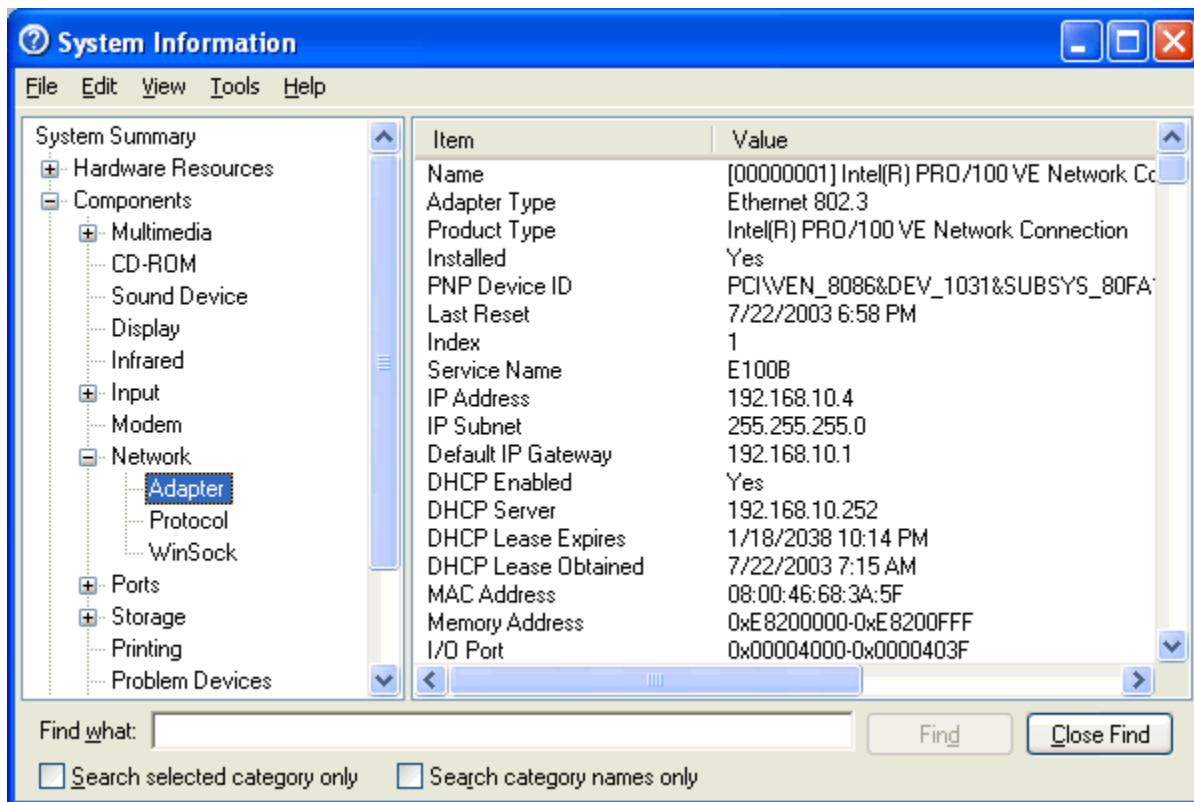 System Information
File Edit View Tools Help
System Summary
Hardware Resources
Components
Multimedia
CD-ROM
Sound Device
Display
Infrared
Input
Modem
Network
Adapter
Protocol
WinSock
Ports
Storage
Printing
Problem Devices
Item Value
Name [00000001] Intel(R) PRO/100 VE Network Co
Adapter Type Ethernet 802.3
Product Type Intel(R) PRO/100 VE Network Connection
Installed Yes
PNP Device ID PCI\VEN_8086&DEV_1031&SUBSYS_80FA1
Last Reset 7/22/2003 6:58 PM
Index 1
Service Name E100B
IP Address 192.168.10.4
IP Subnet 255.255.255.0
Default IP Gateway 192.168.10.1
DHCP Enabled Yes
DHCP Server 192.168.10.252
DHCP Lease Expires 1/18/2038 10:14 PM
DHCP Lease Obtained 7/22/2003 7:15 AM
MAC Address 08:00:46:68:3A:5F
Memory Address 0xE8200000-0xE8200FFF
I/O Port 0x00004000-0x0000403F
Find what: Find Close Find
Search selected category only Search category names only